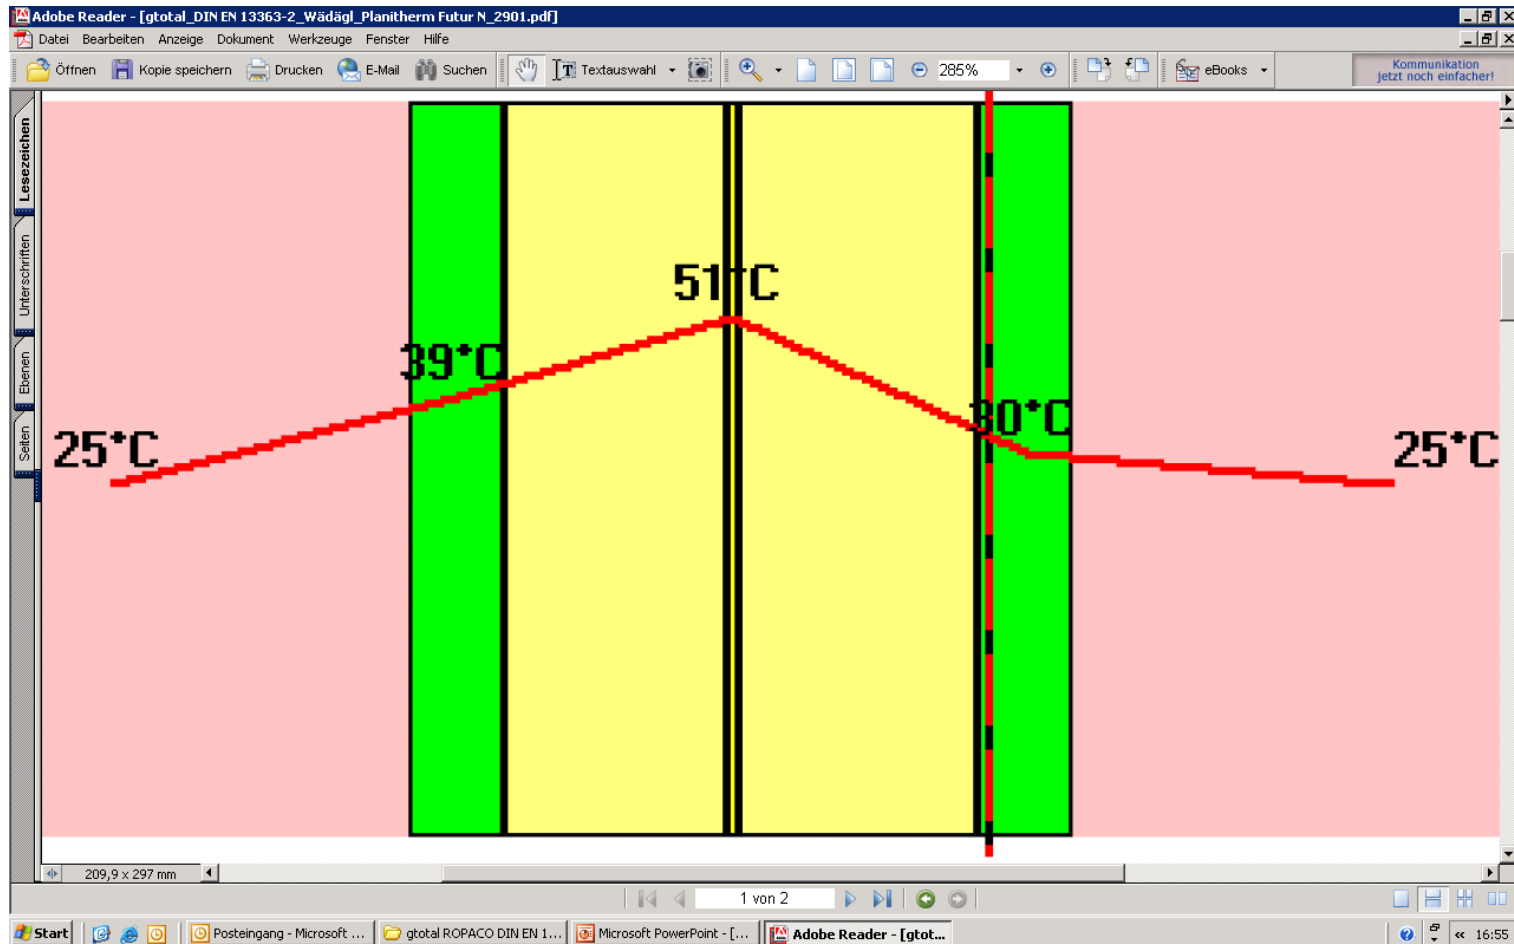 Adobe Reader - [gtotal_DIN EN 13363-2_Wädägl_Planitherm Futur N_2901.pdf]
Datei Bearbeiten Anzeige Dokument Werkzeuge Fenster Hilfe
Öffnen Kopie speichern Drucken E-Mail Suchen Textauswahl 285% eBooks
Kommunikation
jetzt noch einfacher!
Lesezeichen
Unterschriften
Ebenen
Seiten
51°C
39°C
30°C
25°C
25°C
209,9 x 297 mm
1 von 2
Start Posteingang - Microsoft ... gtotal ROPACO DIN EN 1... Microsoft PowerPoint - [... Adobe Reader - [gtot... « 16:55